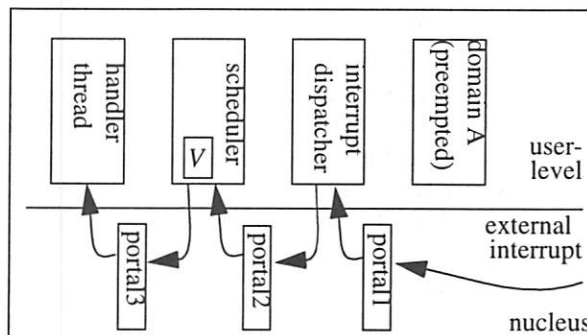 handler
thread
scheduler
V
interrupt
dispatcher
domain A
(preempted)
user-
level
external
interrupt
portal3
portal2
portal1
nucleus